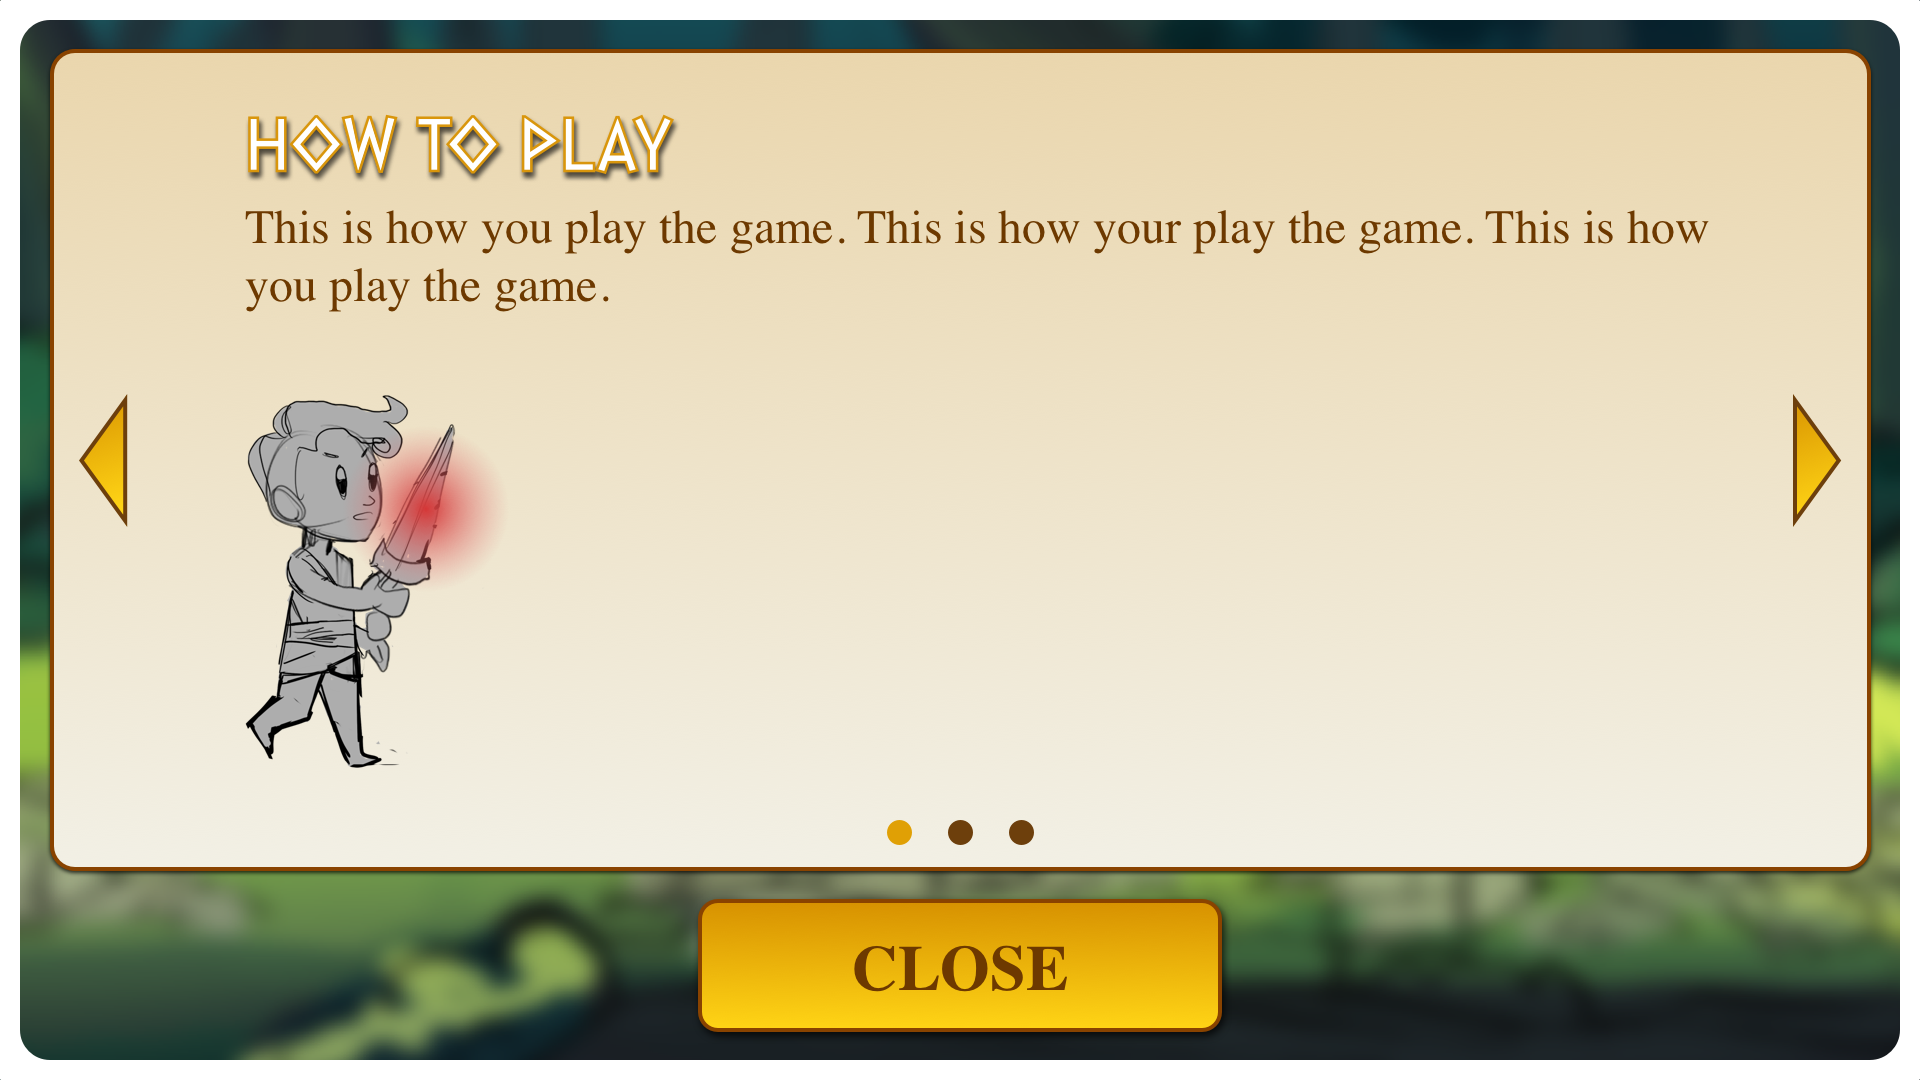 HOW TO PLAY
This is how you play the game. This is how your play the game. This is how
you play the game.
CLOSE